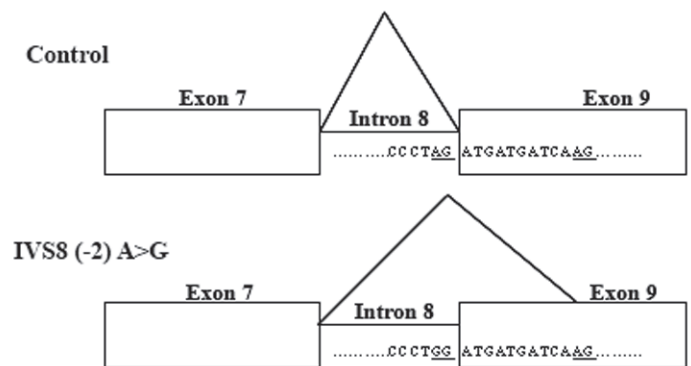 Control
Exon 7 Intron 8 Exon 9
..........CCCTAG ATGATGATCAAG.........
IVS8 (-2) A>G
Exon 7 Intron 8 Exon 9
..........CCCTGG ATGATGATCAAG.........